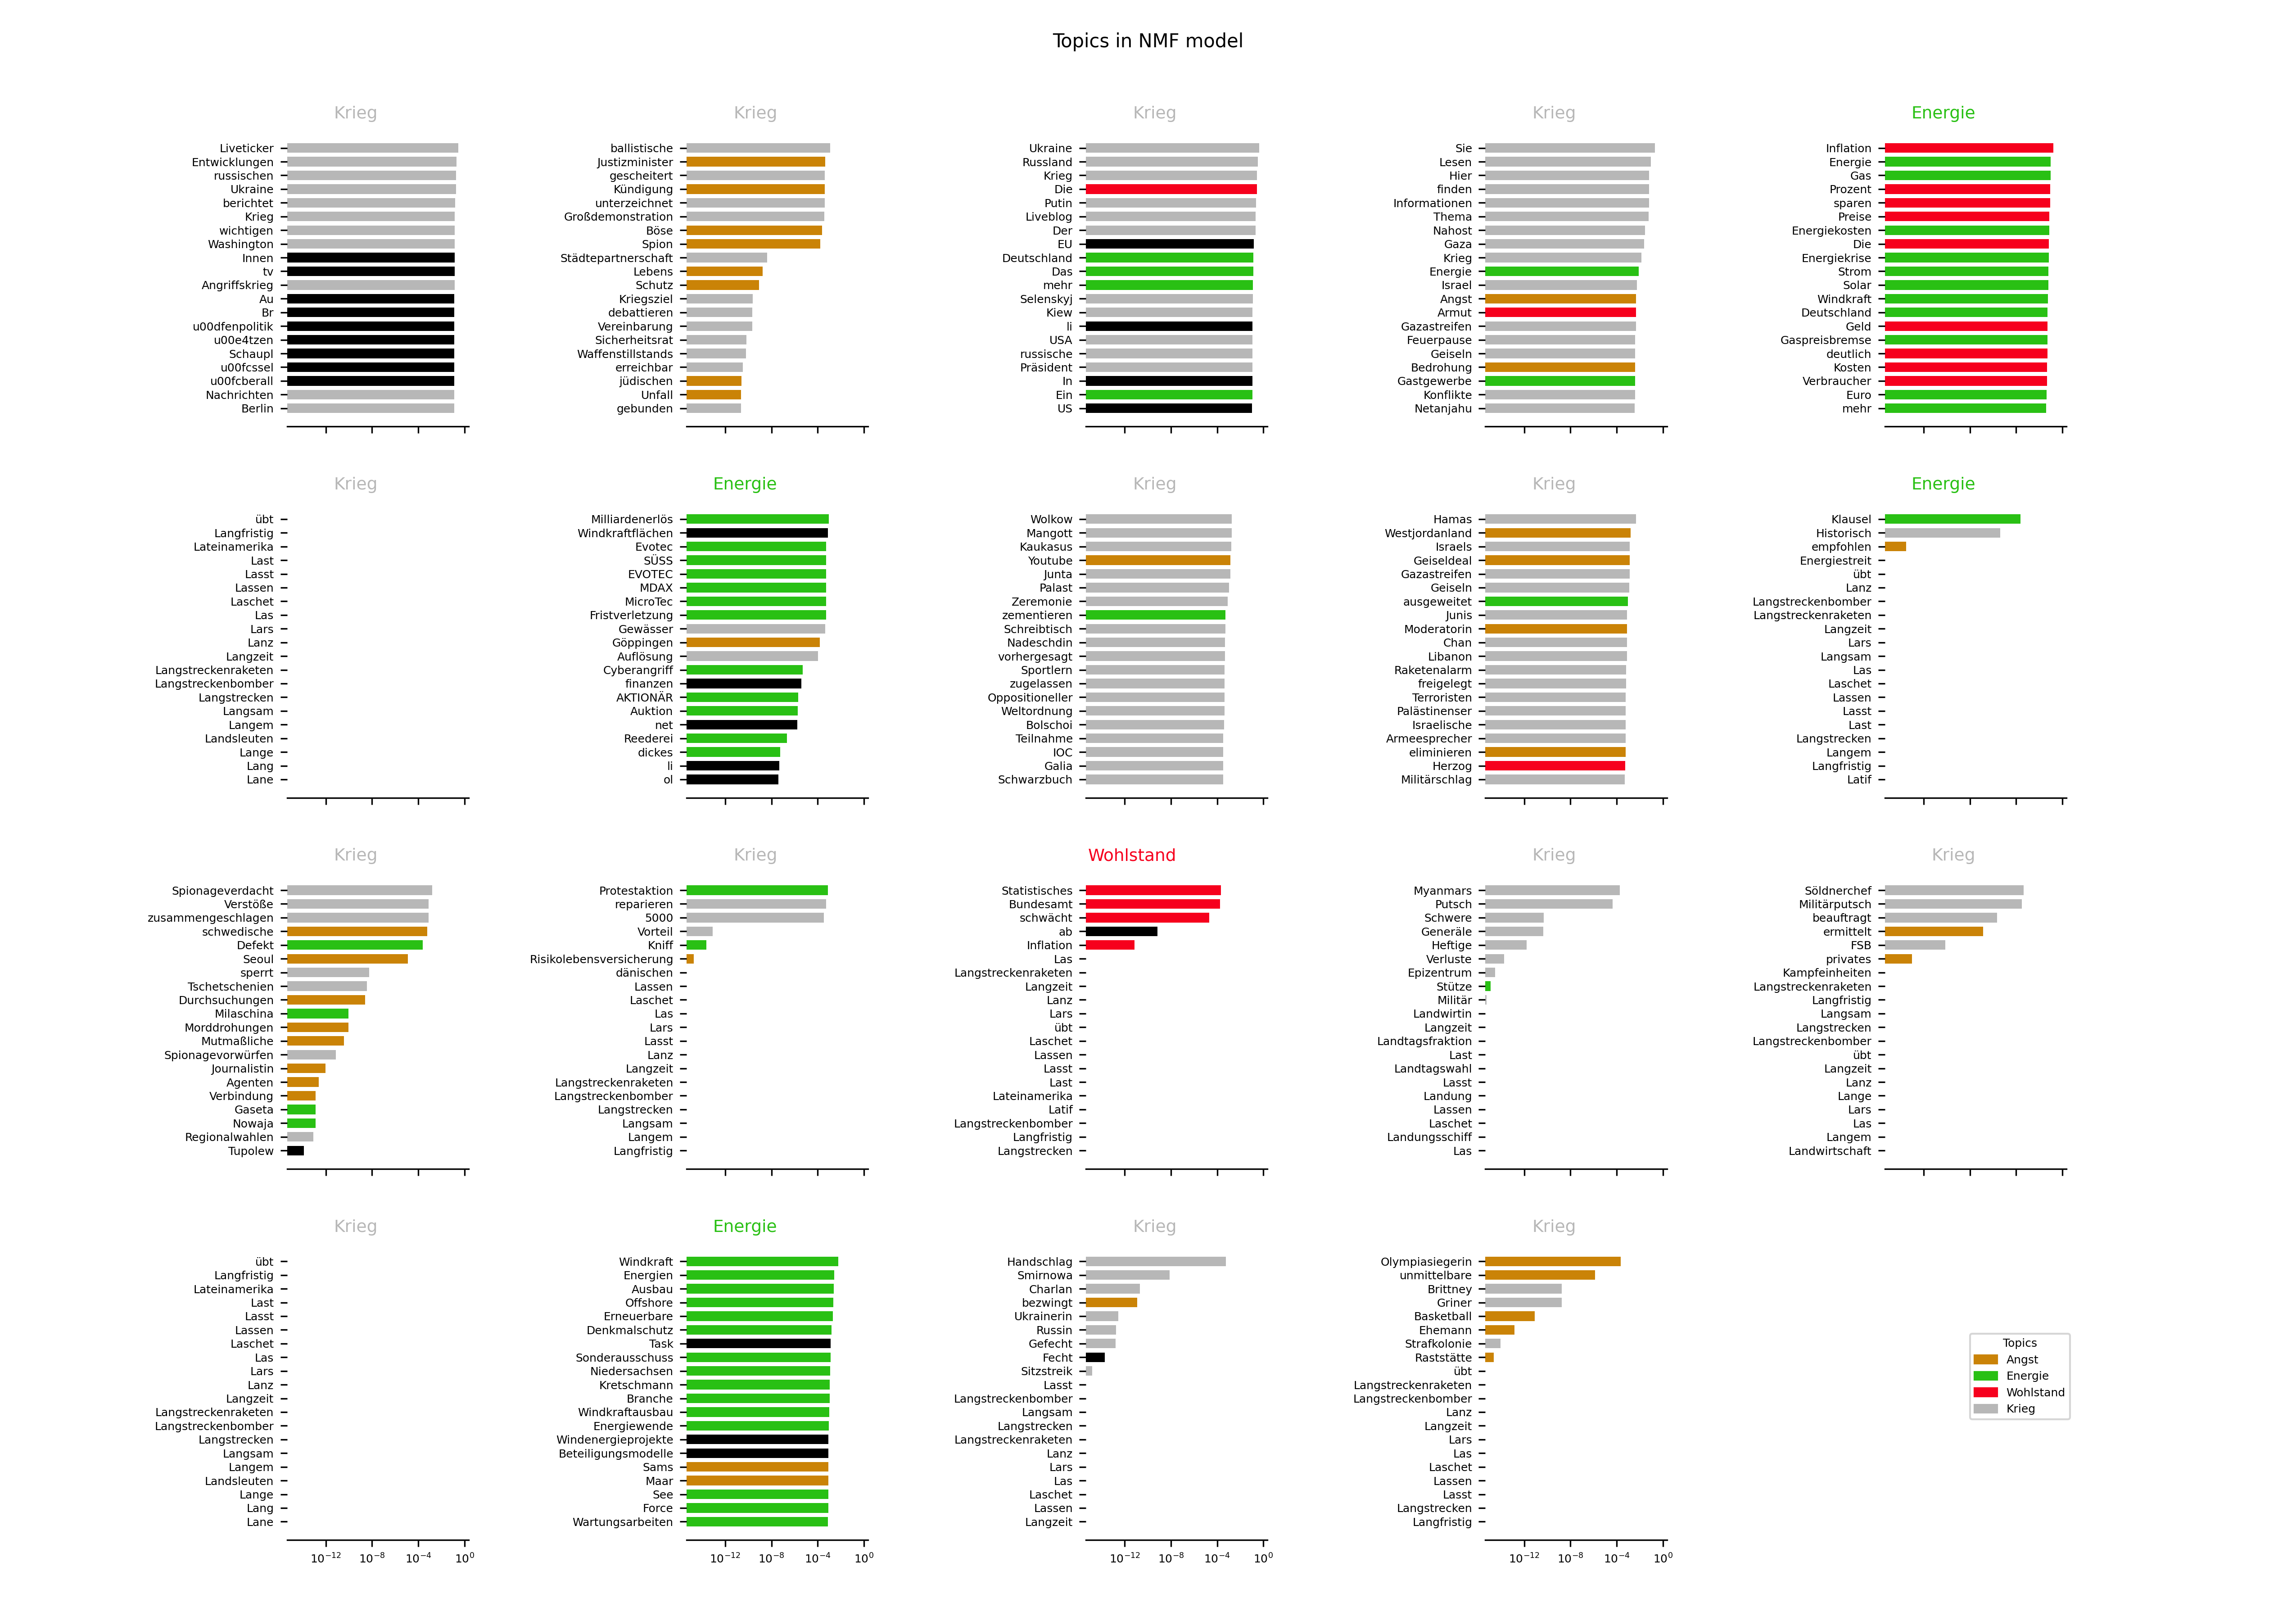 Topics in NMF model
Krieg
Liveticker
Entwicklungen
russischen
Ukraine
berichtet
Krieg
wichtigen
Washington
Innen
tv
Angriffskrieg
Au
Br
u00dfenpolitik
u00e4tzen
Schaupl
u00fcssel
u00fcberall
Nachrichten
Berlin
Krieg
ballistische
Justizminister
gescheitert
Kündigung
unterzeichnet
Großdemonstration
Böse
Spion
Städtepartnerschaft
Lebens
Schutz
Kriegsziel
debattieren
Vereinbarung
Sicherheitsrat
Waffenstillstands
erreichbar
jüdischen
Unfall
gebunden
Krieg
Ukraine
Russland
Krieg
Die
Putin
Liveblog
Der
EU
Deutschland
Das
mehr
Selenskyj
Kiew
li
USA
russische
Präsident
In
Ein
US
Krieg
Sie
Lesen
Hier
finden
Informationen
Thema
Nahost
Gaza
Krieg
Energie
Israel
Angst
Armut
Gazastreifen
Feuerpause
Geiseln
Bedrohung
Gastgewerbe
Konflikte
Netanjahu
Energie
Inflation
Energie
Gas
Prozent
sparen
Preise
Energiekosten
Die
Energiekrise
Strom
Solar
Windkraft
Deutschland
Geld
Gaspreisbremse
deutlich
Kosten
Verbraucher
Euro
mehr
Krieg
übt
Langfristig
Lateinamerika
Last
Lasst
Lassen
Laschet
Las
Lars
Lanz
Langzeit
Langstreckenraketen
Langstreckenbomber
Langstrecken
Langsam
Langem
Landsleuten
Lange
Lang
Lane
Energie
Milliardenerlös
Windkraftflächen
Evotec
SÜSS
EVOTEC
MDAX
MicroTec
Fristverletzung
Gewässer
Göppingen
Auflösung
Cyberangriff
finanzen
AKTIONÄR
Auktion
net
Reederei
dickes
li
ol
Krieg
Wolkow
Mangott
Kaukasus
Youtube
Junta
Palast
Zeremonie
zementieren
Schreibtisch
Nadeschdin
vorhergesagt
Sportlern
zugelassen
Oppositioneller
Weltordnung
Bolschoi
Teilnahme
IOC
Galia
Schwarzbuch
Krieg
Hamas
Westjordanland
Israels
Geiseldeal
Gazastreifen
Geiseln
ausgeweitet
Junis
Moderatorin
Chan
Libanon
Raketenalarm
freigelegt
Terroristen
Palästinenser
Israelische
Armeesprecher
eliminieren
Herzog
Militärschlag
Energie
Klausel
Historisch
empfohlen
Energiestreit
übt
Lanz
Langstreckenbomber
Langstreckenraketen
Langzeit
Lars
Langsam
Las
Laschet
Lassen
Lasst
Last
Langstrecken
Langem
Langfristig
Latif
Krieg
Spionageverdacht
Verstöße
zusammengeschlagen
schwedische
Defekt
Seoul
sperrt
Tschetschenien
Durchsuchungen
Milaschina
Morddrohungen
Mutmaßliche
Spionagevorwürfen
Journalistin
Agenten
Verbindung
Gaseta
Nowaja
Regionalwahlen
Tupolew
Krieg
Protestaktion
reparieren
5000
Vorteil
Kniff
Risikolebensversicherung
dänischen
Lassen
Laschet
Las
Lars
Lasst
Lanz
Langzeit
Langstreckenraketen
Langstreckenbomber
Langstrecken
Langsam
Langem
Langfristig
Wohlstand
Statistisches
Bundesamt
schwächt
ab
Inflation
Las
Langstreckenraketen
Langzeit
Lanz
Lars
übt
Laschet
Lassen
Lasst
Last
Lateinamerika
Latif
Langstreckenbomber
Langfristig
Langstrecken
Krieg
Myanmars
Putsch
Schwere
Generäle
Heftige
Verluste
Epizentrum
Stütze
Militär
Landwirtin
Langzeit
Landtagsfraktion
Last
Landtagswahl
Lasst
Landung
Lassen
Laschet
Landungsschiff
Las
Krieg
Söldnerchef
Militärputsch
beauftragt
ermittelt
FSB
privates
Kampfeinheiten
Langstreckenraketen
Langfristig
Langsam
Langstrecken
Langstreckenbomber
übt
Langzeit
Lanz
Lange
Lars
Las
Langem
Landwirtschaft
Krieg
übt
Langfristig
Lateinamerika
Last
Lasst
Lassen
Laschet
Las
Lars
Lanz
Langzeit
Langstreckenraketen
Langstreckenbomber
Langstrecken
Langsam
Langem
Landsleuten
Lange
Lang
Lane
10⁻¹² 10⁻⁸ 10⁻⁴ 10⁰
Energie
Windkraft
Energien
Ausbau
Offshore
Erneuerbare
Denkmalschutz
Task
Sonderausschuss
Niedersachsen
Kretschmann
Branche
Windkraftausbau
Energiewende
Windenergieprojekte
Beteiligungsmodelle
Sams
Maar
See
Force
Wartungsarbeiten
10⁻¹² 10⁻⁸ 10⁻⁴ 10⁰
Krieg
Handschlag
Smirnowa
Charlan
bezwingt
Ukrainerin
Russin
Gefecht
Fecht
Sitzstreik
Lasst
Langstreckenbomber
Langsam
Langstrecken
Langstreckenraketen
Lanz
Lars
Las
Laschet
Lassen
Langzeit
10⁻¹² 10⁻⁸ 10⁻⁴ 10⁰
Krieg
Olympiasiegerin
unmittelbare
Brittney
Griner
Basketball
Ehemann
Strafkolonie
Raststätte
übt
Langstreckenraketen
Langstreckenbomber
Lanz
Langzeit
Lars
Las
Laschet
Lassen
Lasst
Langstrecken
Langfristig
10⁻¹² 10⁻⁸ 10⁻⁴ 10⁰
Topics
Angst
Energie
Wohlstand
Krieg